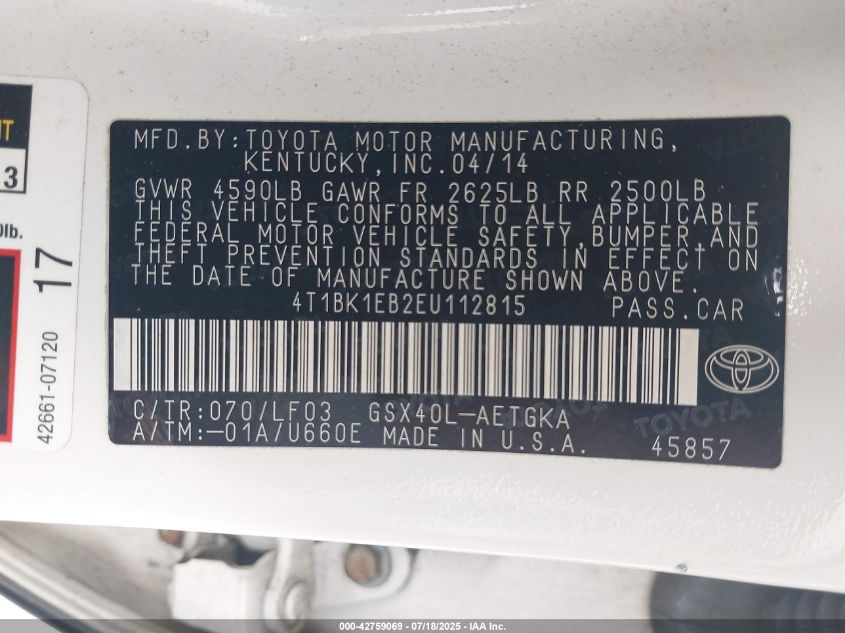 MFD.BY:TOYOTA MOTOR MANUFACTURING,
KENTUCKY,INC.04/14
GVWR 4590LB GAWR FR 2625LB RR 2500LB
THIS VEHICLE CONFORMS TO ALL APPLICABLE
FEDERAL MOTOR VEHICLE SAFETY,BUMPER,AND
THEFT PREVENTION STANDARDS IN EFFECT ON
THE DATE OF MANUFACTURE SHOWN ABOVE.
4T1BK1EB2EU112815 PASS.CAR
C/TR:070/LF03 GSX40L-AETGKA
A/TM:-01A/U660E MADE IN U.S.A. 45857
TOYOTA
3
lb.
17
42661-07120
000-42759069 - 07/18/2025 - IAA Inc.